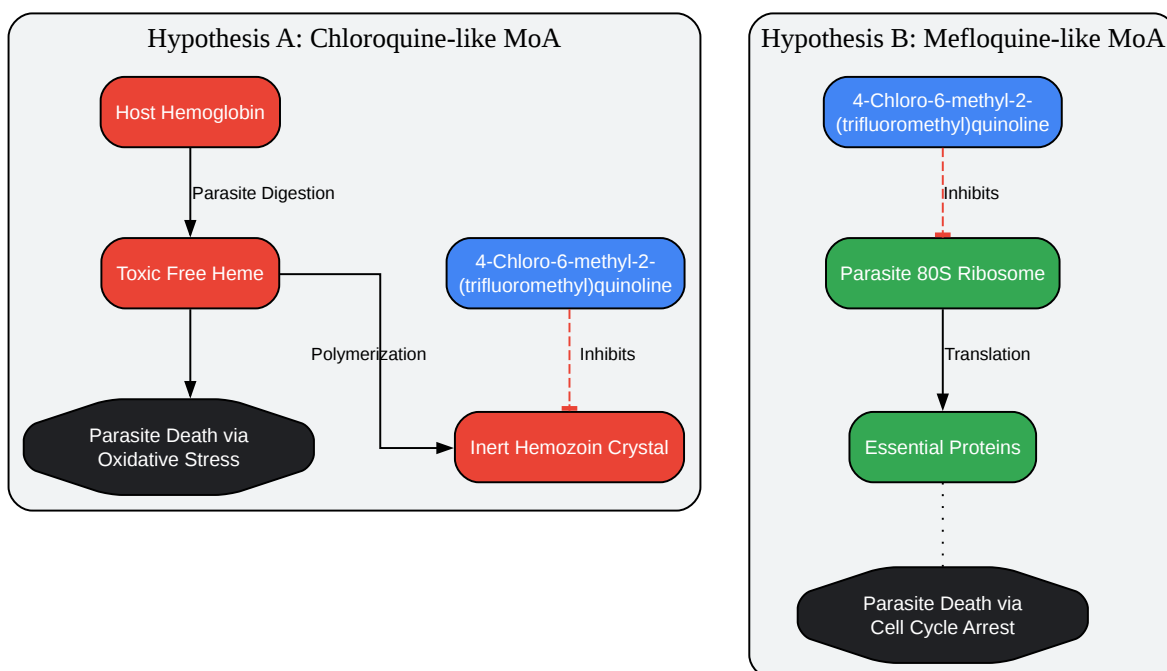 Hypothesis A: Chloroquine-like MoA
Host Hemoglobin
Parasite Digestion
Toxic Free Heme
4-Chloro-6-methyl-2-
(trifluoromethyl)quinoline
Polymerization
Inhibits
Parasite Death via
Oxidative Stress
Inert Hemozoin Crystal
Hypothesis B: Mefloquine-like MoA
4-Chloro-6-methyl-2-
(trifluoromethyl)quinoline
Inhibits
Parasite 80S Ribosome
Translation
Essential Proteins
Parasite Death via
Cell Cycle Arrest